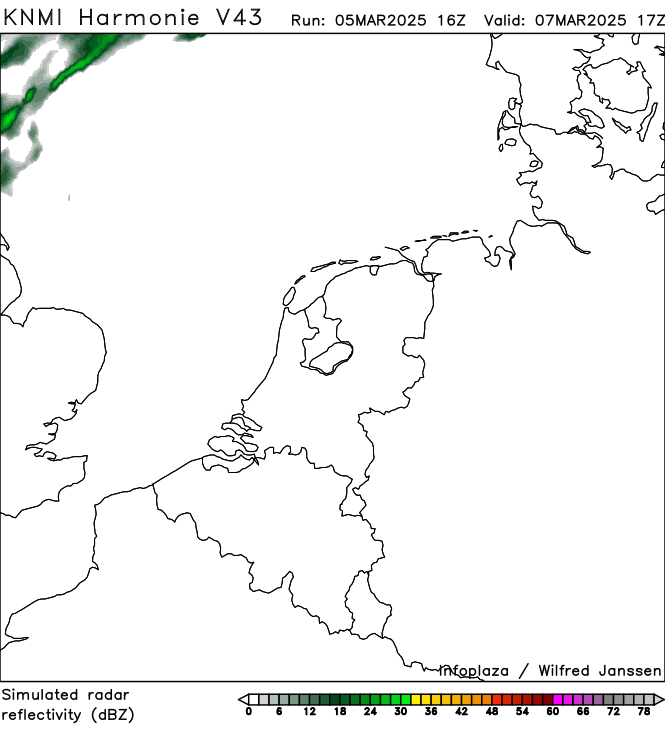 KNMI Harmonie V43 Run: 05MAR2025 16Z Valid: 07MAR2025 17Z
infoplaza / Wilfred Janssen
Simulated radar
reflectivity (dBZ)
0 6 12 18 24 30 36 42 48 54 60 66 72 78